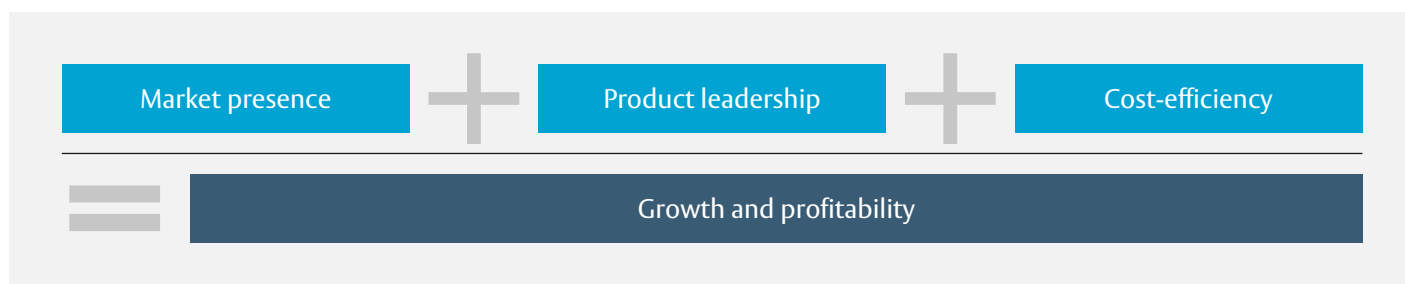 Market presence + Product leadership + Cost-efficiency
= Growth and profitability